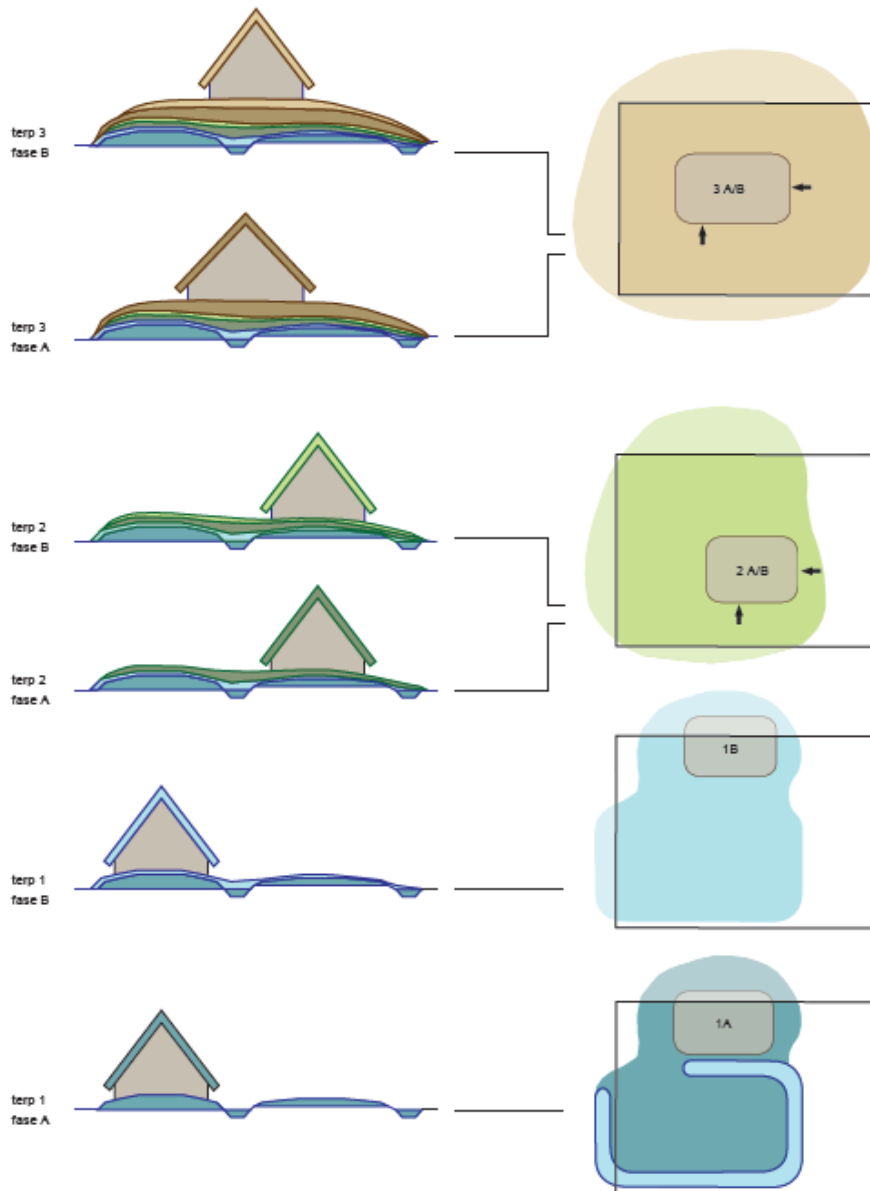 terp 3
fase B
3 A/B
terp 3
fase A
terp 2
fase B
2 A/B
terp 2
fase A
1B
terp 1
fase B
1A
terp 1
fase A